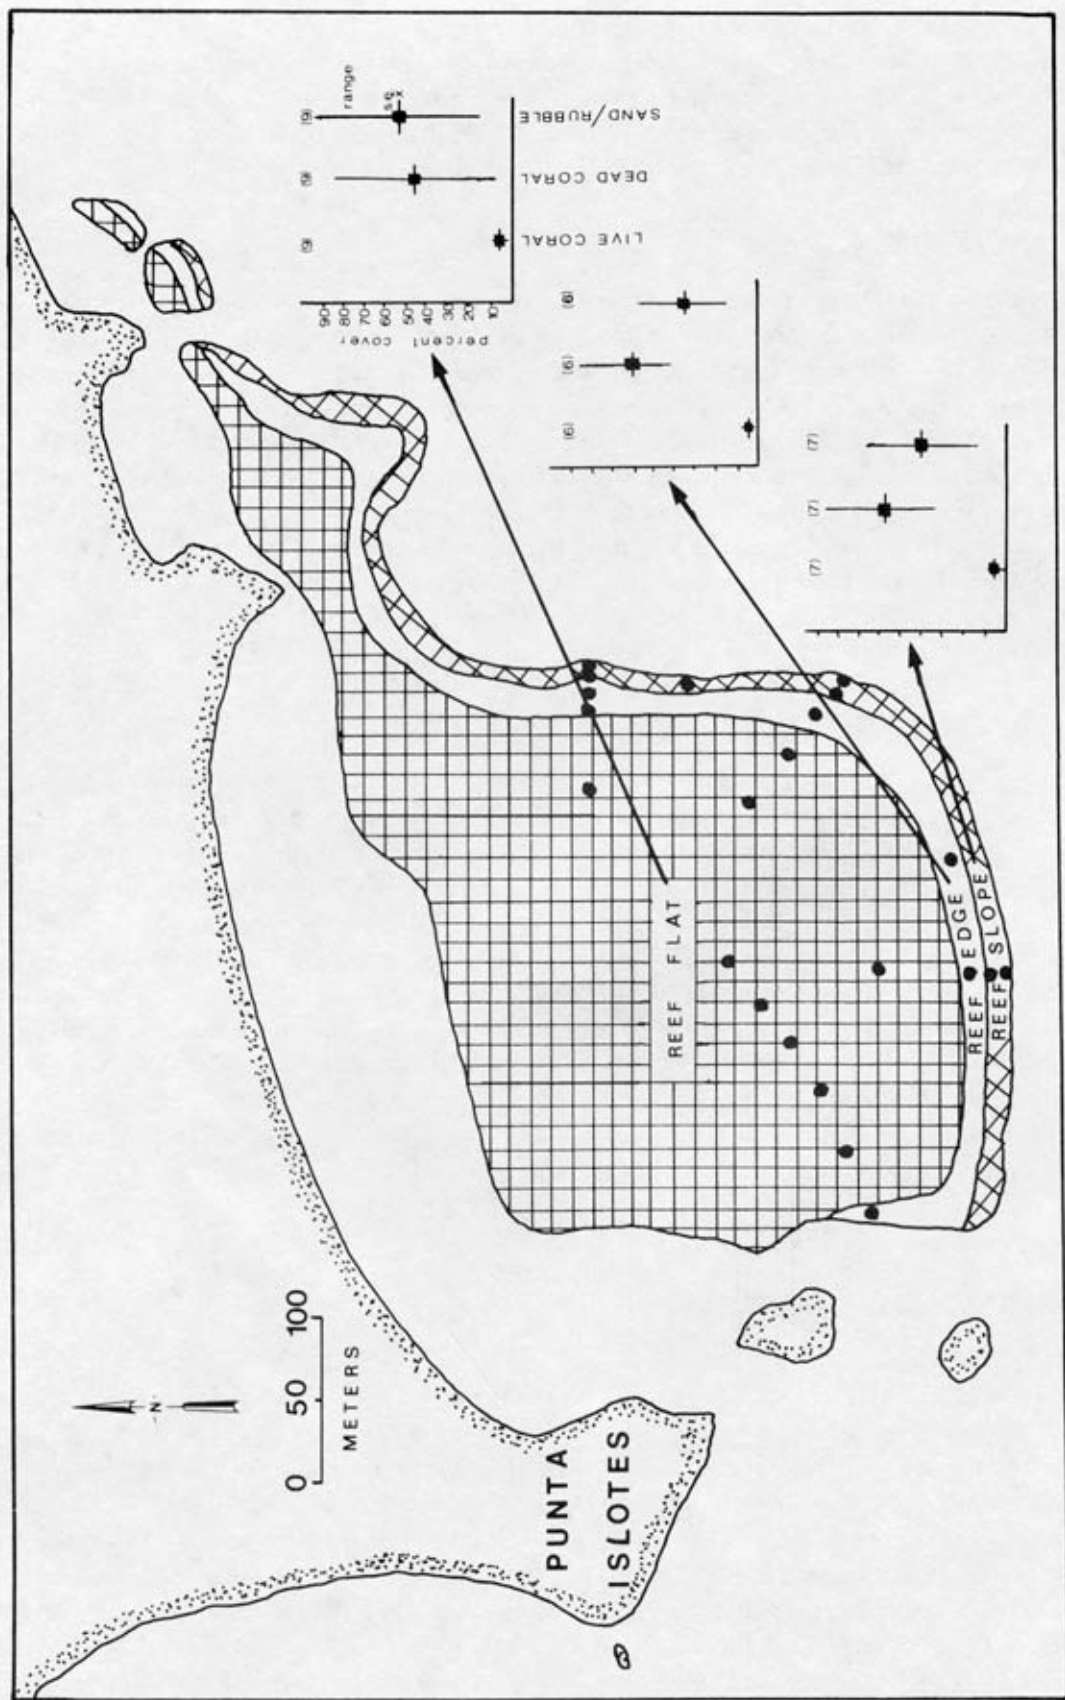 N
0 50 100
METERS
PUNTA
ISLOTES
REEF FLAT
REEF EDGE
REEF SLOPE
percent cover
90
80
70
60
50
40
30
20
10
(9)
(9)
(9)
range
LIVE CORAL
DEAD CORAL
SAND/RUBBLE
(6)
(6)
(6)
(7)
(7)
(7)